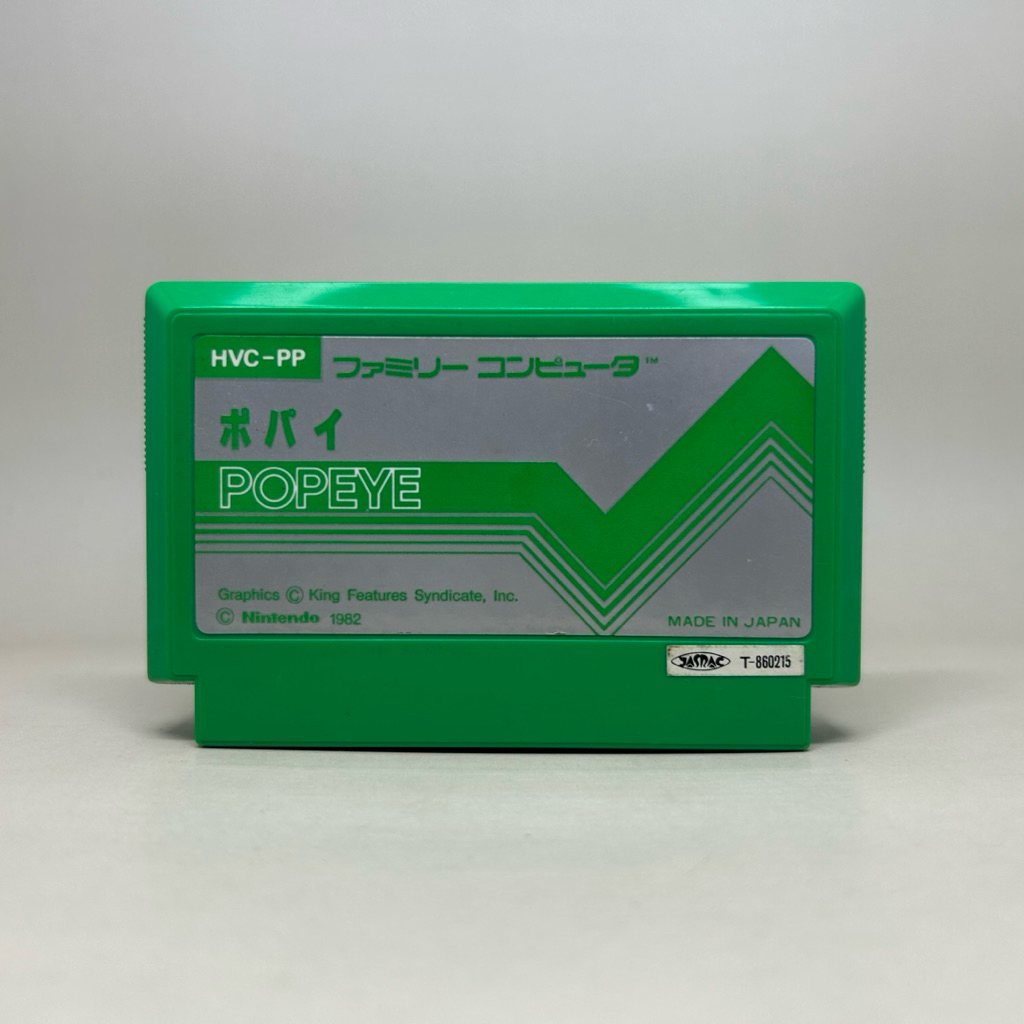 HVC-PP ファミリー コンピュータ™
ポパイ
POPEYE
Graphics © King Features Syndicate, Inc.
© Nintendo 1982
MADE IN JAPAN
JASRAC T-860215